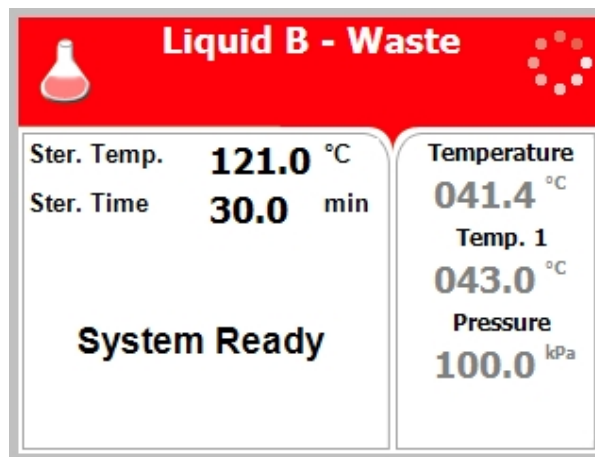 Liquid B - Waste
Ster. Temp. 121.0 °C
Ster. Time 30.0 min
System Ready
Temperature
041.4 °C
Temp. 1
043.0 °C
Pressure
100.0 kPa